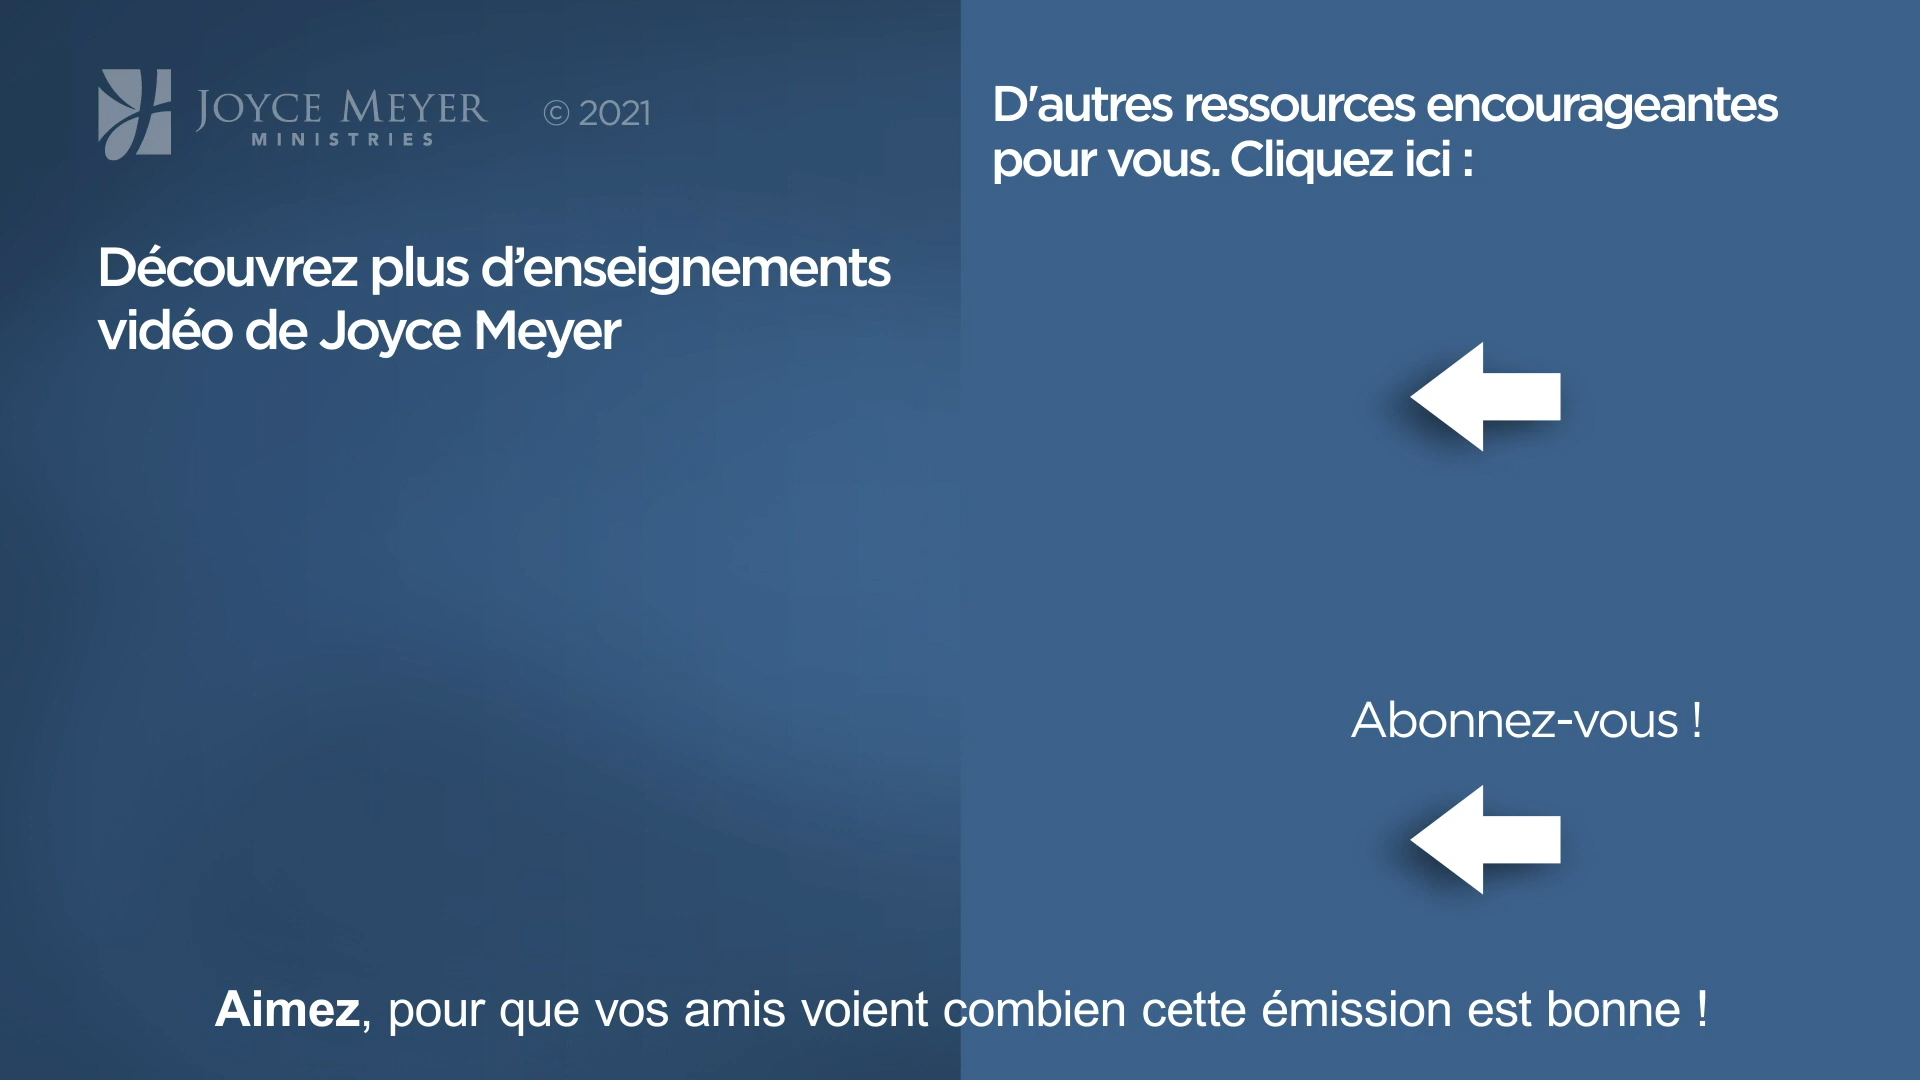 JOYCE MEYER
MINISTRIES
© 2021
Découvrez plus d’enseignements
vidéo de Joyce Meyer
D'autres ressources encourageantes
pour vous. Cliquez ici :
Abonnez-vous !
Aimez, pour que vos amis voient combien cette émission est bonne !